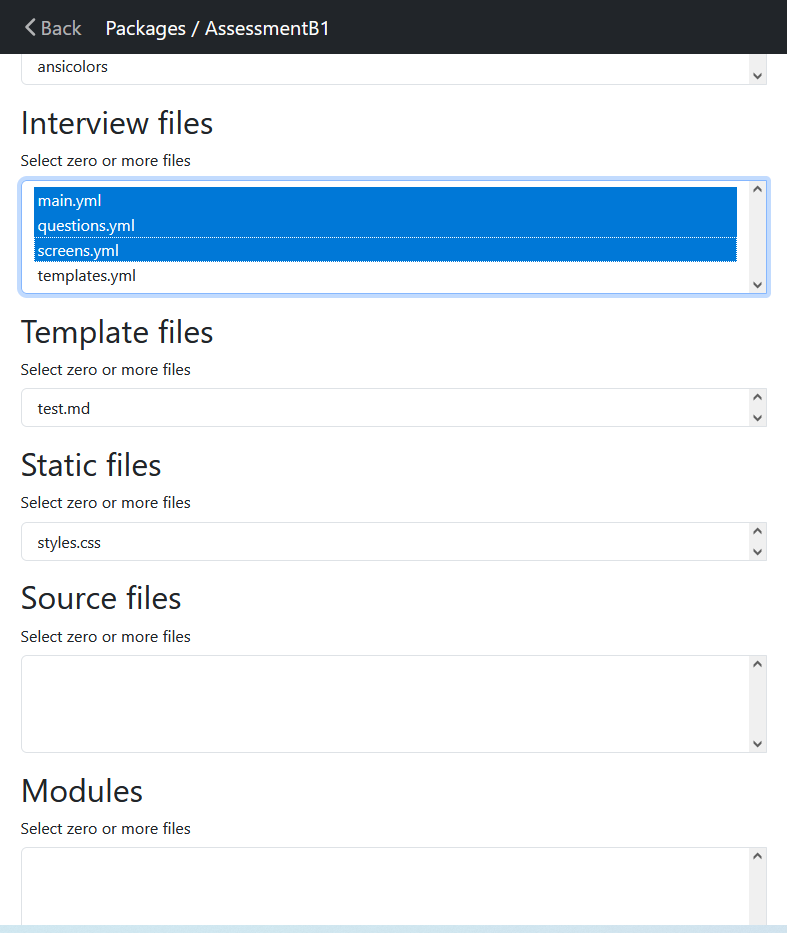 Back Packages / AssessmentB1
ansicolors
Interview files
Select zero or more files
main.yml
questions.yml
screens.yml
templates.yml
Template files
Select zero or more files
test.md
Static files
Select zero or more files
styles.css
Source files
Select zero or more files
Modules
Select zero or more files